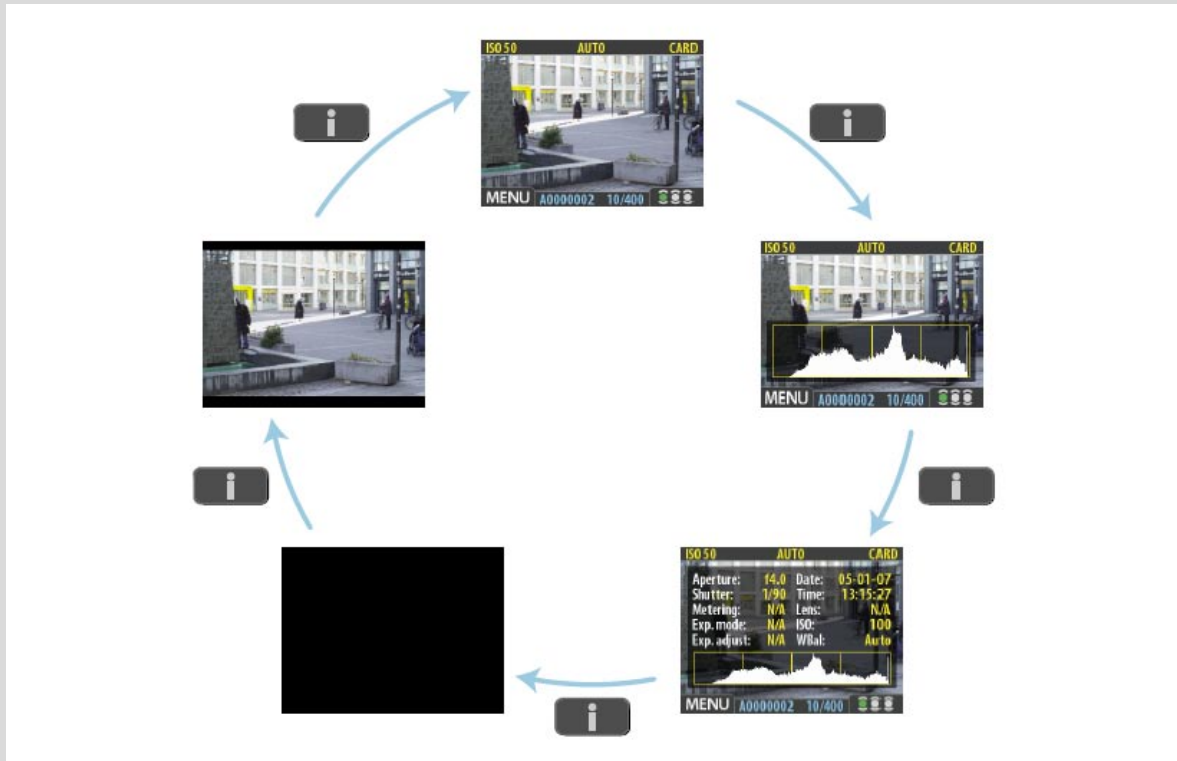 ISO 50 AUTO CARD
MENU A0000002 10/400
i
i
ISO 50 AUTO CARD
MENU A0000002 10/400
i
ISO 50 AUTO CARD
Aperture: f4.0 Date: 05-01-07
Shutter: 1/90 Time: 13:15:27
Metering: N/A Lens: N/A
Exp. mode: N/A ISO: 100
Exp. adjust: N/A WBal: Auto
MENU A0000002 10/400
i
i